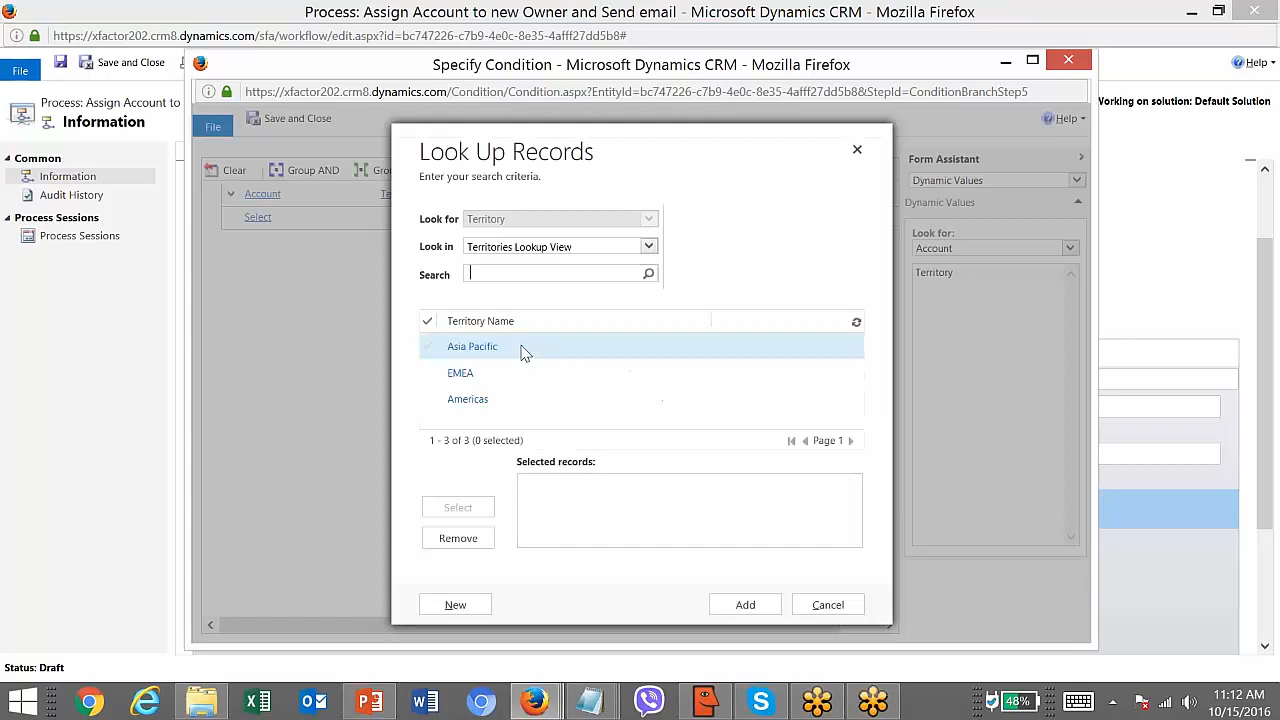 Process: Assign Account to new Owner and Send email - Microsoft Dynamics CRM - Mozilla Firefox
https://xfactor202.crm8.dynamics.com/sfa/workflow/edit.aspx?id=bc747226-c7b9-4e0c-8e35-4afff27dd5b8#
File
Save and Close
Help
Process: Assign Account to
Information
Working on solution: Default Solution
Common
Information
Audit History
Process Sessions
Process Sessions
Specify Condition - Microsoft Dynamics CRM - Mozilla Firefox
https://xfactor202.crm8.dynamics.com/Condition/Condition.aspx?EntityId=bc747226-c7b9-4e0c-8e35-4afff27dd5b8&StepId=ConditionBranchStep5
File
Save and Close
Help
Clear
Group AND
Account
Select
Look Up Records
Enter your search criteria.
Look for
Territory
Look in
Territories Lookup View
Search
Territory Name
Asia Pacific
EMEA
Americas
1 - 3 of 3 (0 selected)
Page 1
Selected records:
Select
Remove
New
Add
Cancel
Form Assistant
Dynamic Values
Dynamic Values
Look for:
Account
Territory
Status: Draft
48%
11:12 AM
10/15/2016